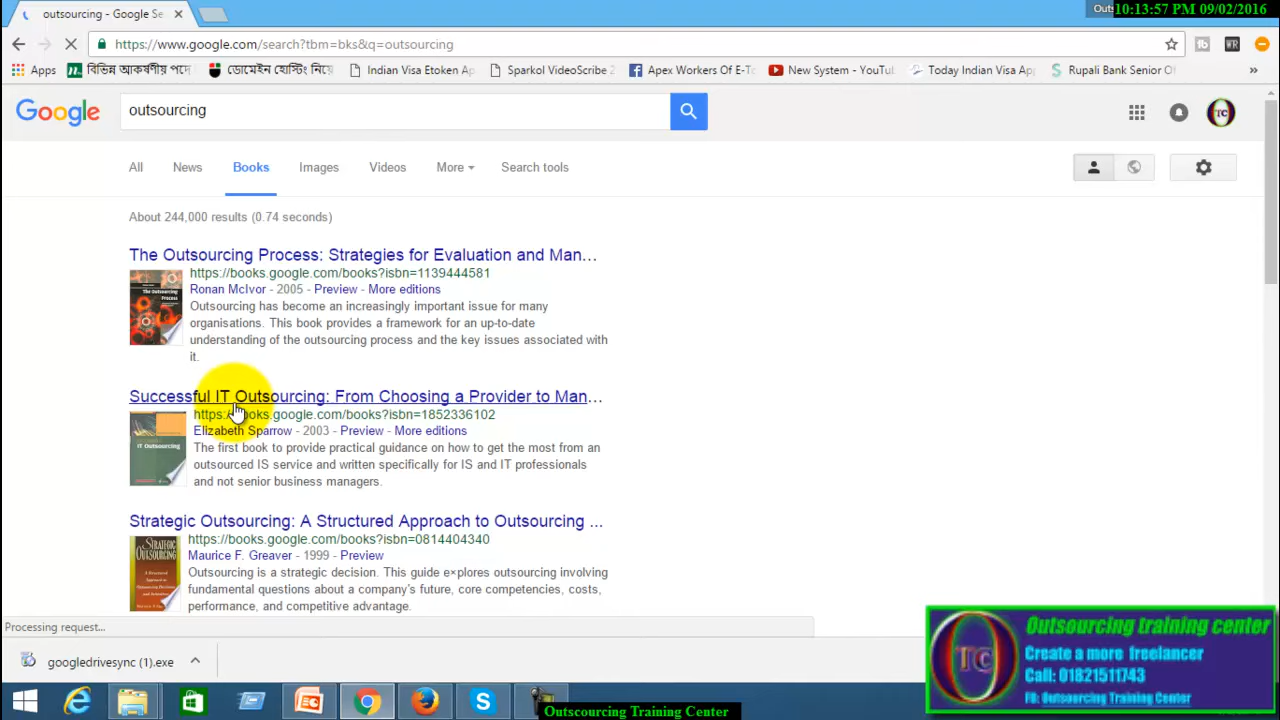 outsourcing - Google Se
Outs
10:13:57 PM 09/02/2016
https://www.google.com/search?tbm=bks&q=outsourcing
Apps
বিভিন্ন আকর্ষণীয় পদে
ডোমেইন হোস্টিং নিয়ে
Indian Visa Etoken Ap
Sparkol VideoScribe 2
Apex Workers Of E-T
New System - YouTu
Today Indian Visa Ap
Rupali Bank Senior Of
»
Google
outsourcing
All
News
Books
Images
Videos
More
Search tools
About 244,000 results (0.74 seconds)
The Outsourcing Process: Strategies for Evaluation and Man...
https://books.google.com/books?isbn=1139444581
Ronan McIvor - 2005 - Preview - More editions
Outsourcing has become an increasingly important issue for many
organisations. This book provides a framework for an up-to-date
understanding of the outsourcing process and the key issues associated with
it.
Successful IT Outsourcing: From Choosing a Provider to Man...
https://books.google.com/books?isbn=1852336102
Elizabeth Sparrow - 2003 - Preview - More editions
The first book to provide practical guidance on how to get the most from an
outsourced IS service and written specifically for IS and IT professionals
and not senior business managers.
Strategic Outsourcing: A Structured Approach to Outsourcing ...
https://books.google.com/books?isbn=0814404340
Maurice F. Greaver - 1999 - Preview
Outsourcing is a strategic decision. This guide e×plores outsourcing involving
fundamental questions about a company's future, core competencies, costs,
performance, and competitive advantage.
Processing request...
googledrivesync (1).exe
Outsourcing training center
Create a more freelancer
Call: 01821511743
FB: Outsourcing Training Center
TC
Outscourcing Training Center